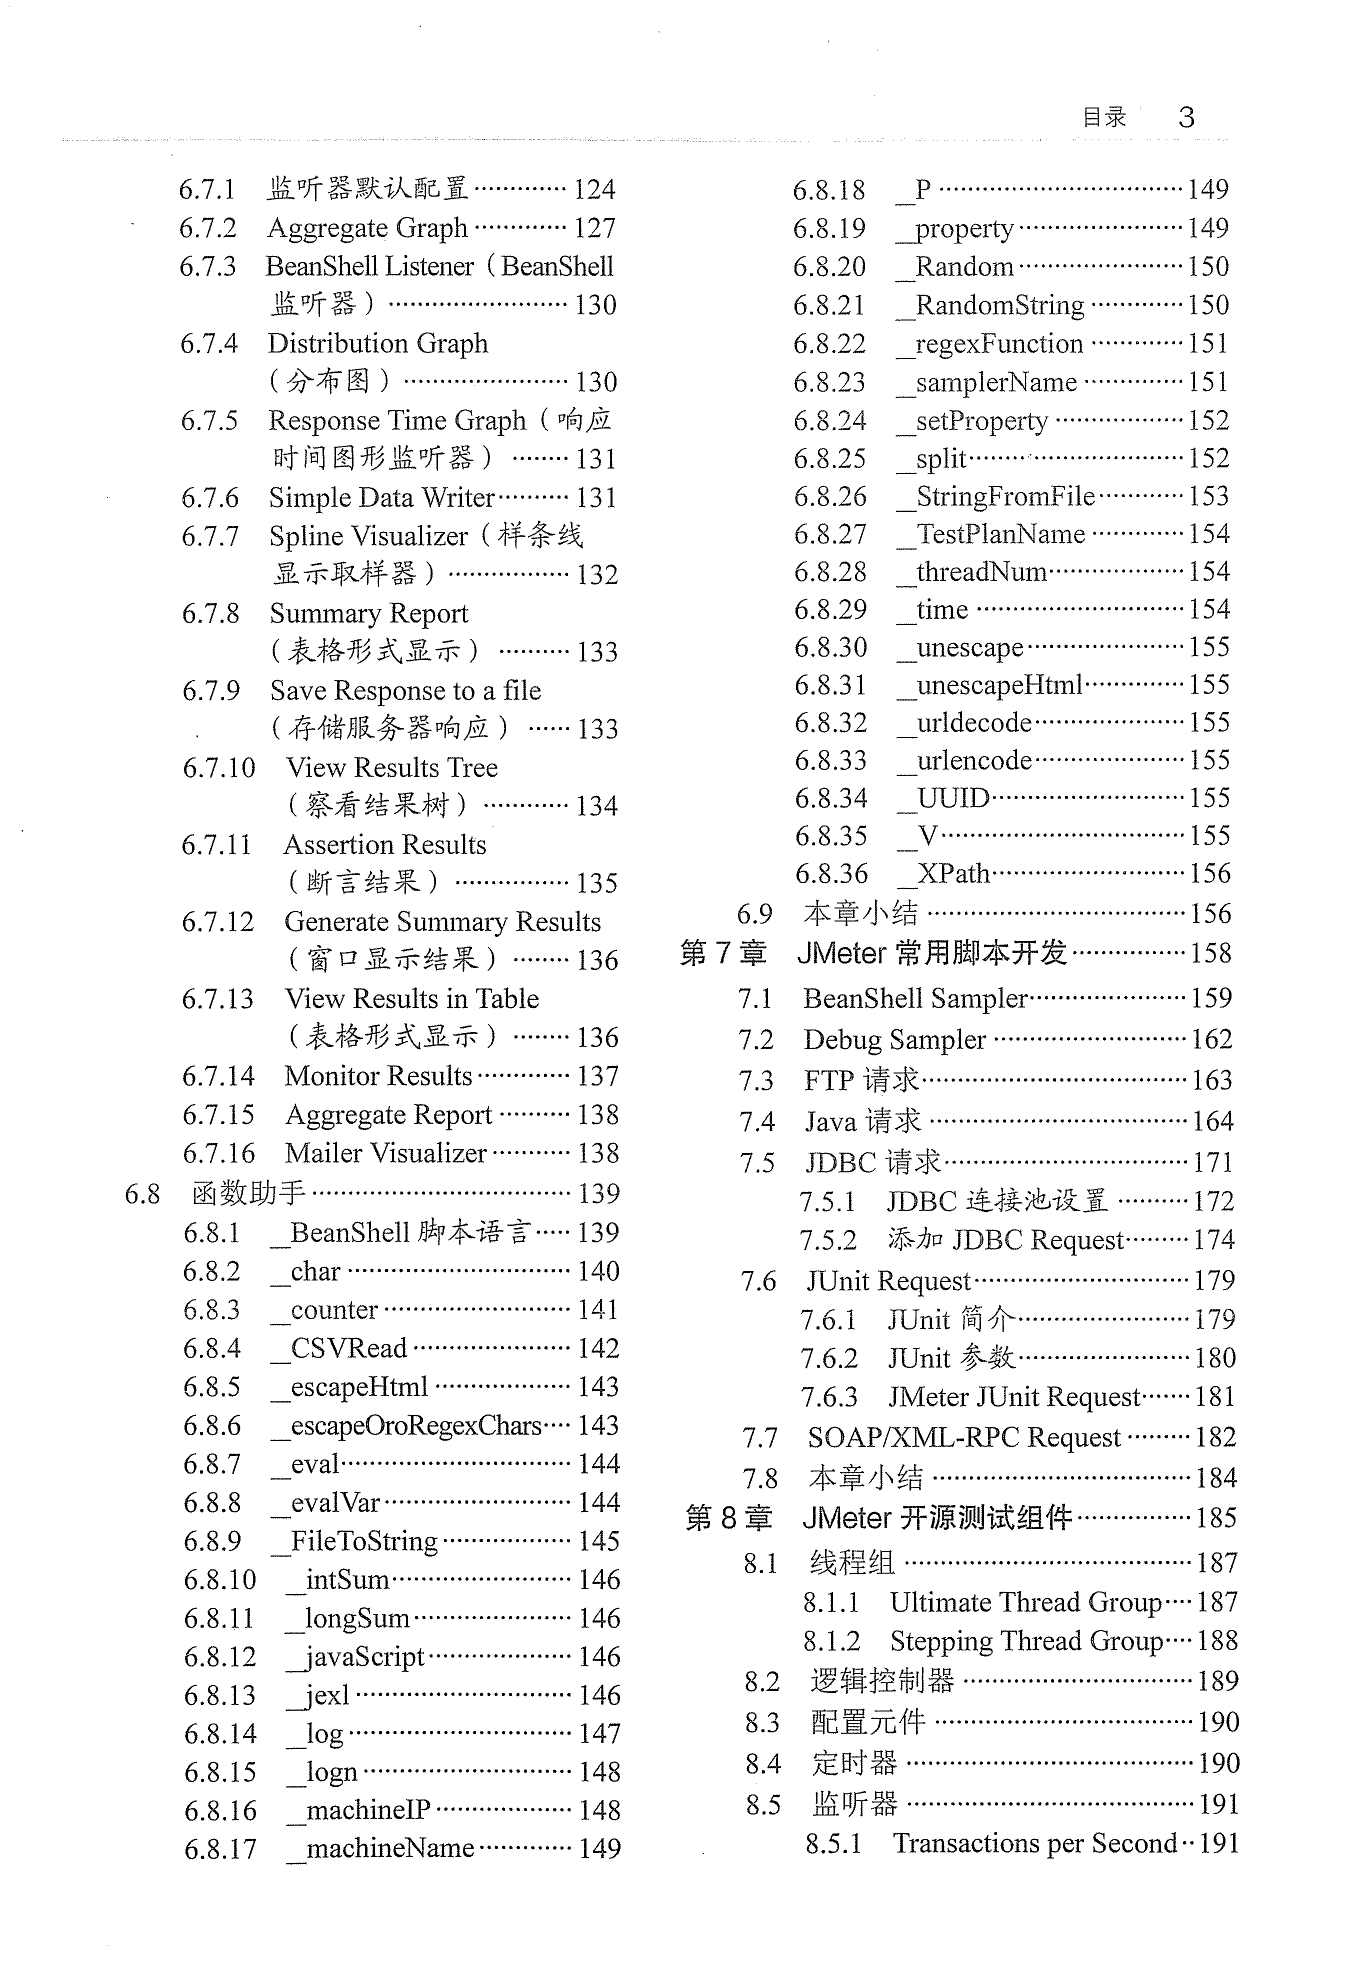 目录 3
6.7.1 监听器默认配置············· 124
6.7.2 Aggregate Graph············· 127
6.7.3 BeanShell Listener（BeanShell
监听器）························· 130
6.7.4 Distribution Graph
（分布图）······················· 130
6.7.5 Response Time Graph（响应
时间图形监听器）········ 131
6.7.6 Simple Data Writer·········· 131
6.7.7 Spline Visualizer（样条线
显示取样器）················· 132
6.7.8 Summary Report
（表格形式显示）·········· 133
6.7.9 Save Response to a file
（存储服务器响应）······ 133
6.7.10 View Results Tree
（察看结果树）············ 134
6.7.11 Assertion Results
（断言结果）················ 135
6.7.12 Generate Summary Results
（窗口显示结果）········ 136
6.7.13 View Results in Table
（表格形式显示）········ 136
6.7.14 Monitor Results············· 137
6.7.15 Aggregate Report·········· 138
6.7.16 Mailer Visualizer··········· 138
6.8 函数助手···································· 139
6.8.1 _BeanShell 脚本语言····· 139
6.8.2 _char······························· 140
6.8.3 _counter·························· 141
6.8.4 _CSVRead······················ 142
6.8.5 _escapeHtml··················· 143
6.8.6 _escapeOroRegexChars···· 143
6.8.7 _eval································ 144
6.8.8 _evalVar·························· 144
6.8.9 _FileToString·················· 145
6.8.10 _intSum························· 146
6.8.11 _longSum······················ 146
6.8.12 _javaScript···················· 146
6.8.13 _jexl······························ 146
6.8.14 _log······························· 147
6.8.15 _logn····························· 148
6.8.16 _machineIP··················· 148
6.8.17 _machineName············· 149
6.8.18 _P·································· 149
6.8.19 _property······················· 149
6.8.20 _Random······················· 150
6.8.21 _RandomString············· 150
6.8.22 _regexFunction············· 151
6.8.23 _samplerName·············· 151
6.8.24 _setProperty·················· 152
6.8.25 _split······························ 152
6.8.26 _StringFromFile············ 153
6.8.27 _TestPlanName············· 154
6.8.28 _threadNum··················· 154
6.8.29 _time····························· 154
6.8.30 _unescape······················ 155
6.8.31 _unescapeHtml·············· 155
6.8.32 _urldecode····················· 155
6.8.33 _urlencode····················· 155
6.8.34 _UUID··························· 155
6.8.35 _V·································· 155
6.8.36 _XPath··························· 156
6.9 本章小结···································· 156
第 7 章 JMeter 常用脚本开发················ 158
7.1 BeanShell Sampler······················ 159
7.2 Debug Sampler··························· 162
7.3 FTP 请求····································· 163
7.4 Java 请求···································· 164
7.5 JDBC 请求·································· 171
7.5.1 JDBC 连接池设置·········· 172
7.5.2 添加 JDBC Request········· 174
7.6 JUnit Request······························ 179
7.6.1 JUnit 简介························ 179
7.6.2 JUnit 参数························ 180
7.6.3 JMeter JUnit Request······· 181
7.7 SOAP/XML-RPC Request········· 182
7.8 本章小结···································· 184
第 8 章 JMeter 开源测试组件················ 185
8.1 线程组········································ 187
8.1.1 Ultimate Thread Group···· 187
8.1.2 Stepping Thread Group···· 188
8.2 逻辑控制器································ 189
8.3 配置元件···································· 190
8.4 定时器········································ 190
8.5 监听器········································ 191
8.5.1 Transactions per Second·· 191